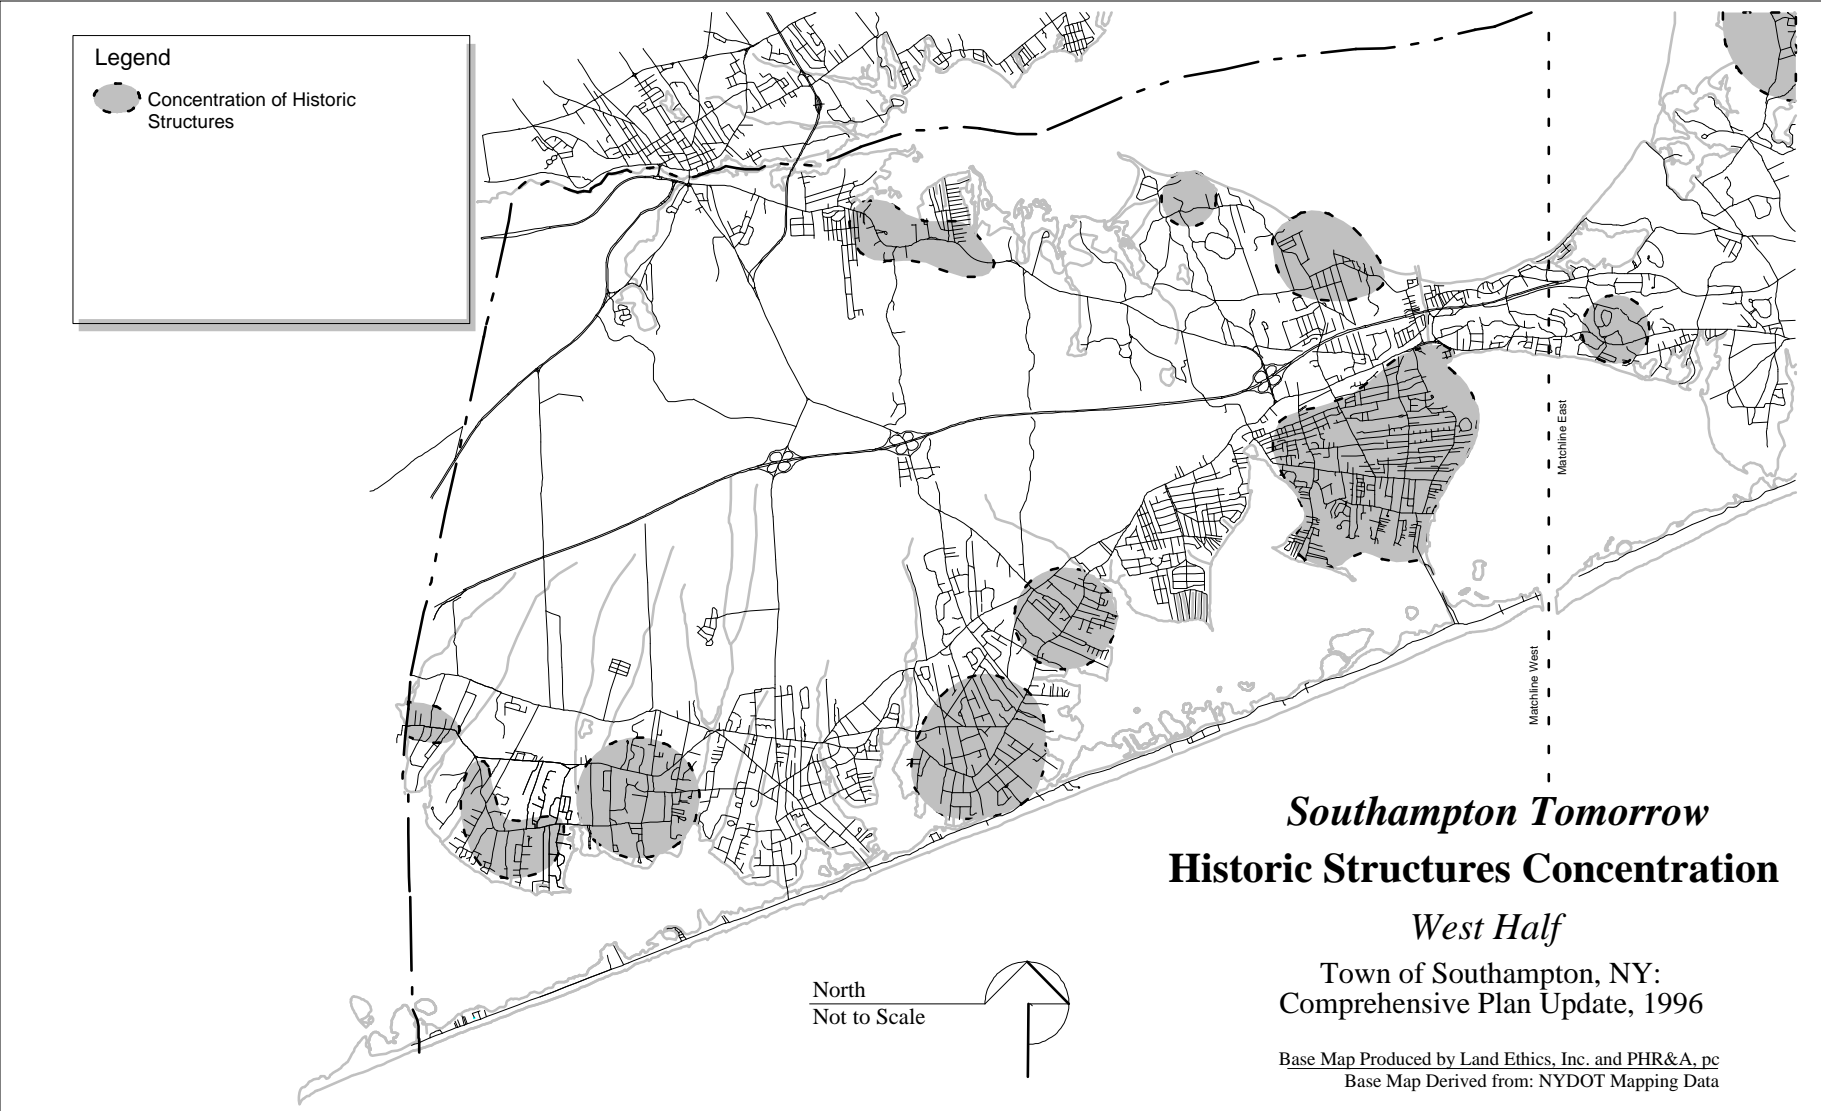 Legend
Concentration of Historic
Structures
Matchline East
Matchline West
Southampton Tomorrow
Historic Structures Concentration
West Half
Town of Southampton, NY:
Comprehensive Plan Update, 1996
North
Not to Scale
Base Map Produced by Land Ethics, Inc. and PHR&A, pc
Base Map Derived from: NYDOT Mapping Data